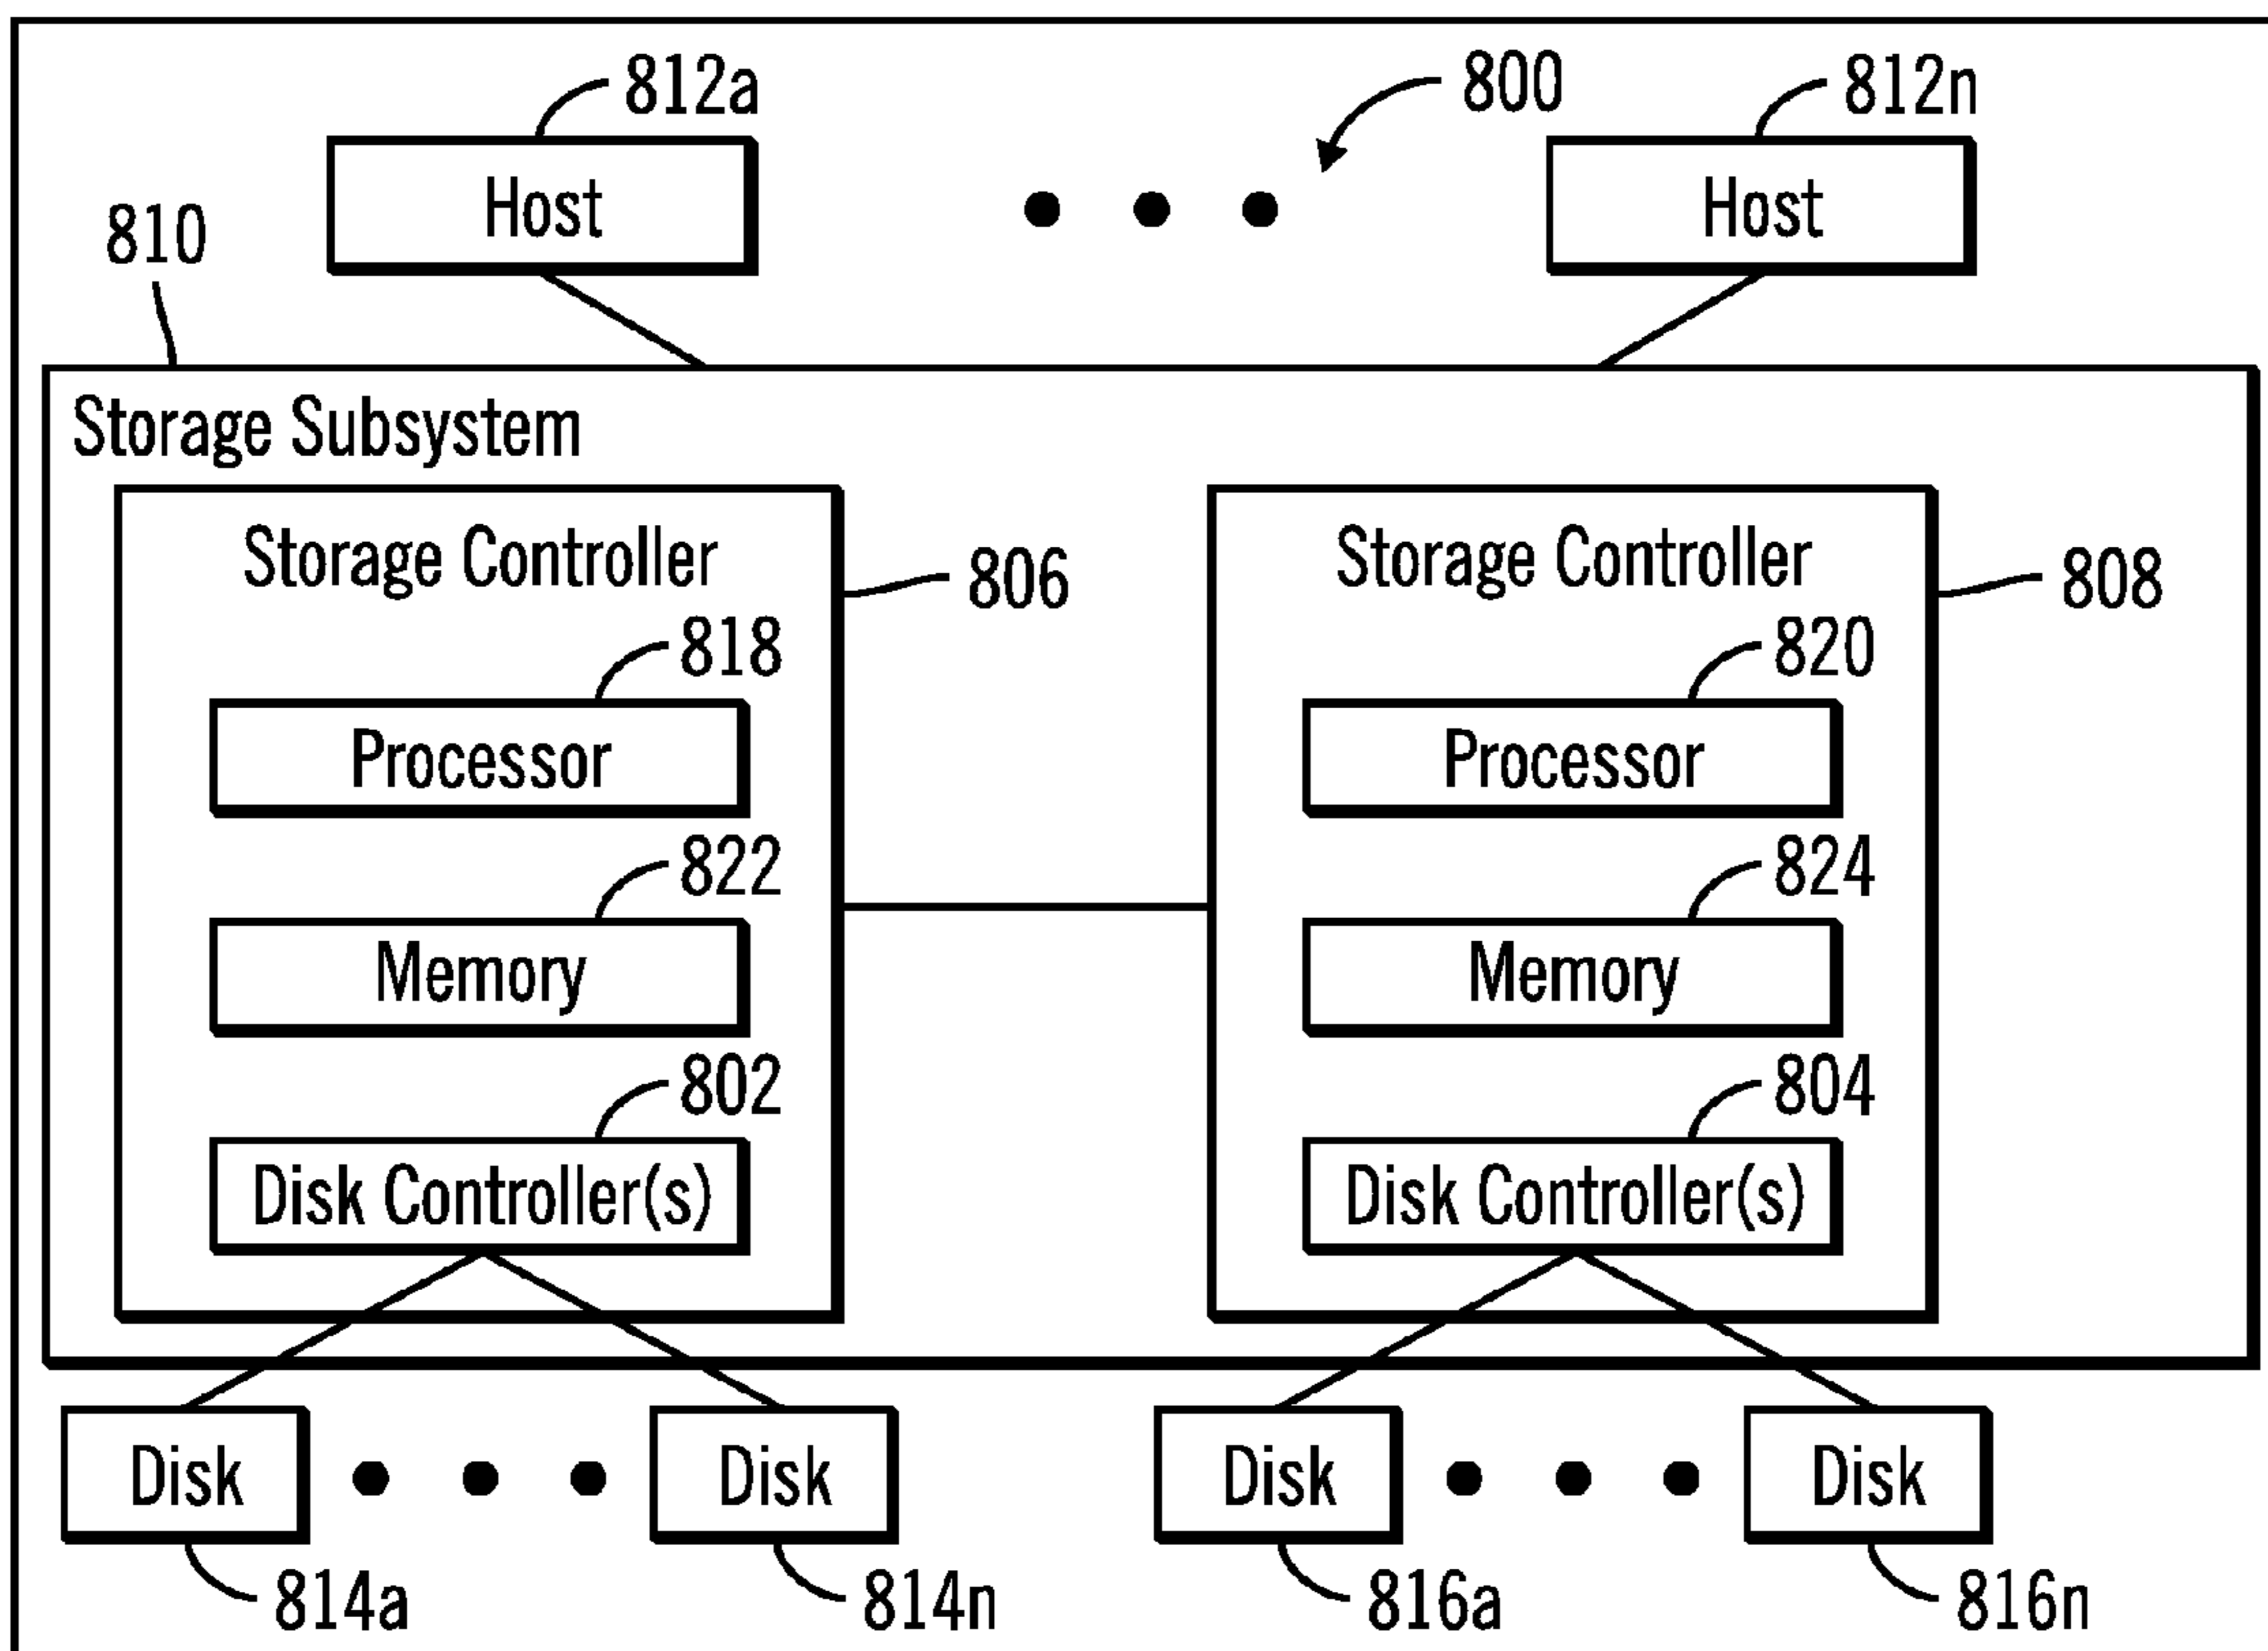 812a
800
812n
Host
Host
810
Storage Subsystem
Storage Controller
806
Storage Controller
808
818
820
Processor
Processor
822
824
Memory
Memory
802
804
Disk Controller(s)
Disk Controller(s)
Disk
Disk
Disk
Disk
814a
814n
816a
816n